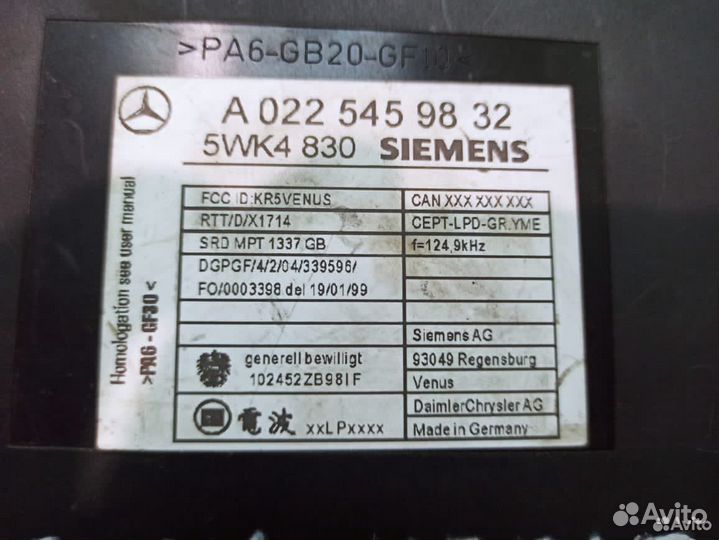 >PA6-GB20-GF10<
A 022 545 98 32
5WK4 830 SIEMENS
Homologation see user manual
>PA6-GF30<
FCC ID:KR5VENUS
CAN XXX XXX XXX
RTT/D/X1714
CEPT-LPD-GR.YME
SRD MPT 1337 GB
f=124,9kHz
DGPGF/4/2/04/339596/
FO/0003398 del 19/01/99
Siemens AG
generell bewilligt
93049 Regensburg
102452ZB98IF
Venus
DaimlerChrysler AG
電波 xxLPxxxx
Made in Germany
Avito
Avito